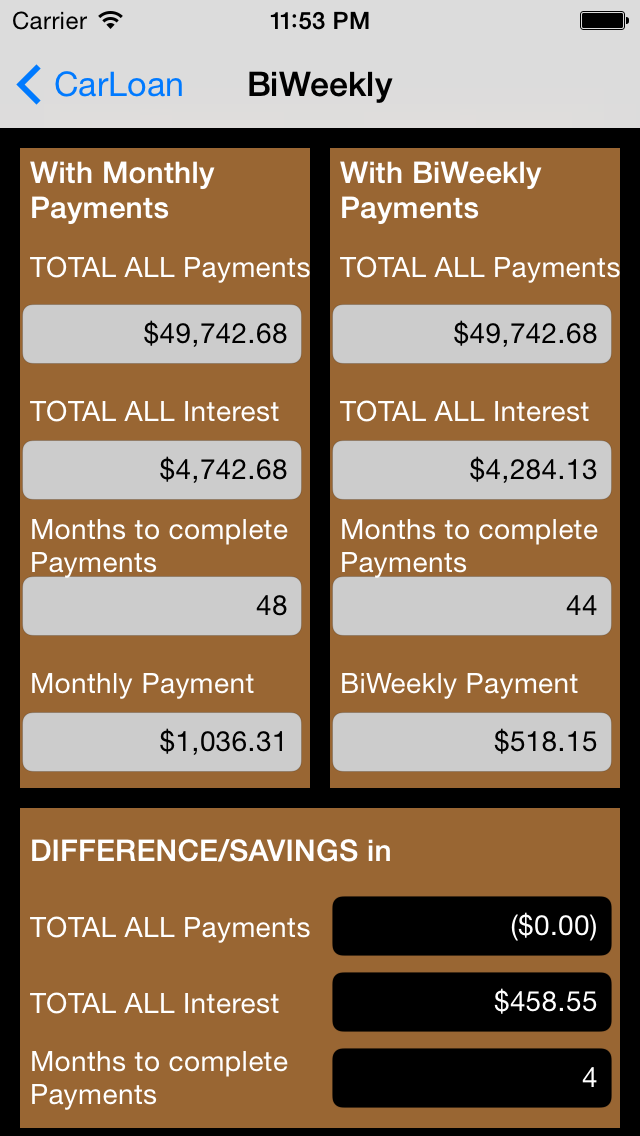 Carrier 11:53 PM
CarLoan BiWeekly
With Monthly
Payments
TOTAL ALL Payments
$49,742.68
TOTAL ALL Interest
$4,742.68
Months to complete
Payments
48
Monthly Payment
$1,036.31
With BiWeekly
Payments
TOTAL ALL Payments
$49,742.68
TOTAL ALL Interest
$4,284.13
Months to complete
Payments
44
BiWeekly Payment
$518.15
DIFFERENCE/SAVINGS in
TOTAL ALL Payments ($0.00)
TOTAL ALL Interest $458.55
Months to complete
Payments
4